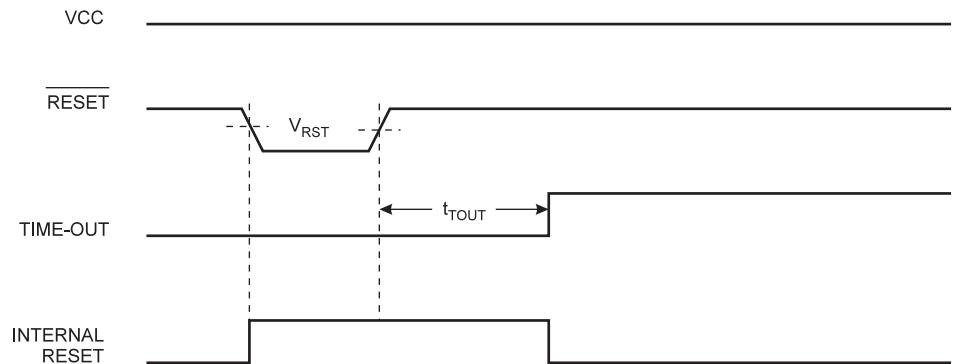 VCC
RESET
V_RST
t_TOUT
TIME-OUT
INTERNAL
RESET